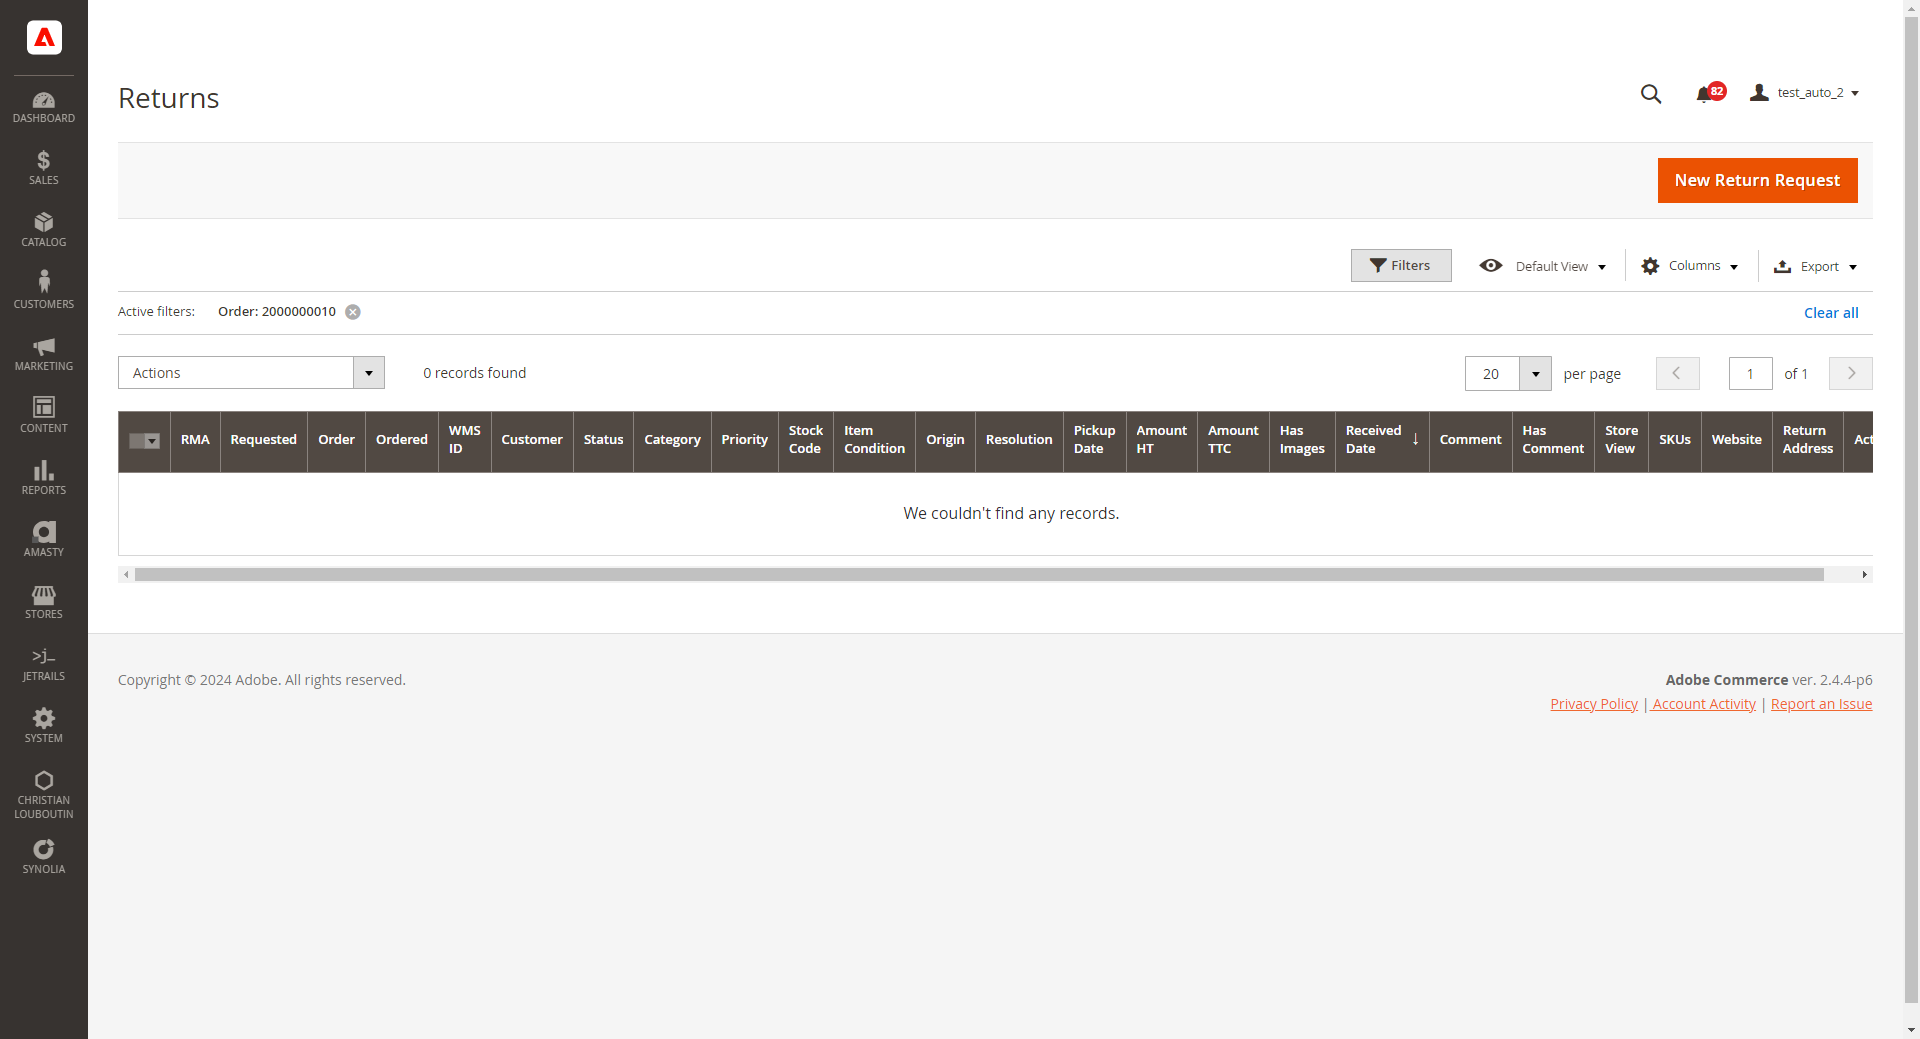 DASHBOARD
SALES
CATALOG
CUSTOMERS
MARKETING
CONTENT
REPORTS
AMASTY
STORES
>j_
JETRAILS
SYSTEM
CHRISTIAN
LOUBOUTIN
SYNOLIA
Returns
82
test_auto_2
New Return Request
Filters
Default View
Columns
Export
Active filters:
Order: 2000000010
Clear all
Actions
0 records found
20
per page
1
of 1
RMA
Requested
Order
Ordered
WMS
ID
Customer
Status
Category
Priority
Stock
Code
Item
Condition
Origin
Resolution
Pickup
Date
Amount
HT
Amount
TTC
Has
Images
Received
Date
Comment
Has
Comment
Store
View
SKUs
Website
Return
Address
Act
We couldn't find any records.
Copyright © 2024 Adobe. All rights reserved.
Adobe Commerce ver. 2.4.4-p6
Privacy Policy | Account Activity | Report an Issue